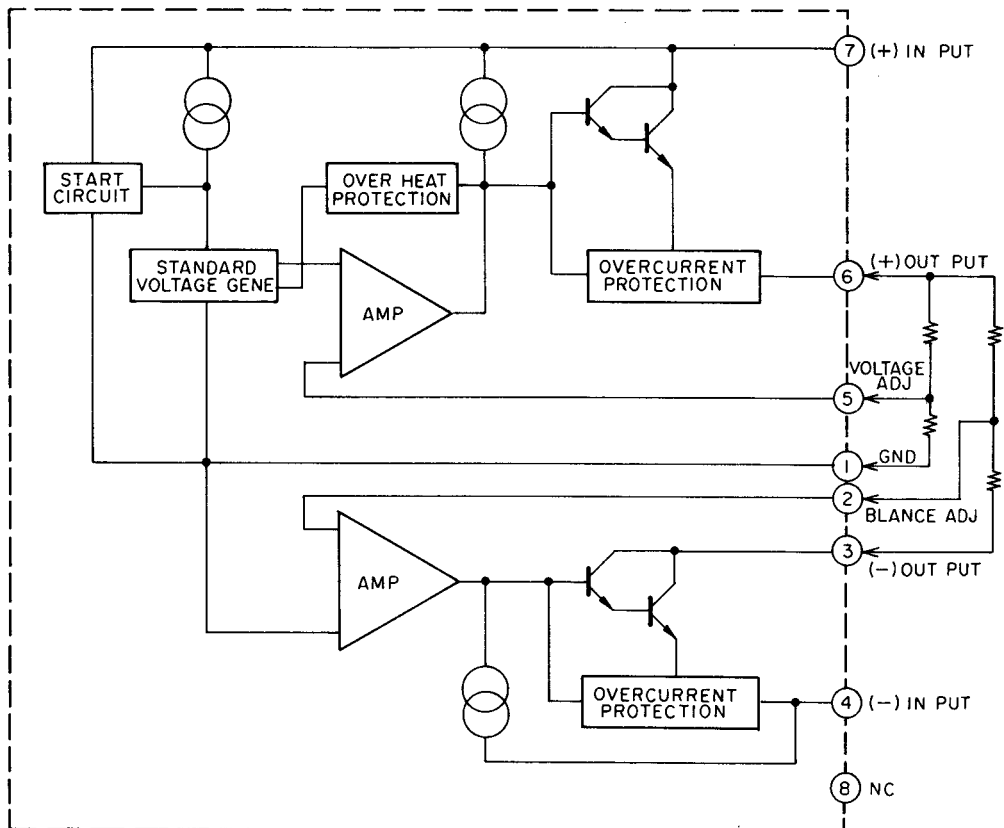 7 (+) IN PUT
START
CIRCUIT
OVER HEAT
PROTECTION
STANDARD
VOLTAGE GENE
AMP
OVERCURRENT
PROTECTION
6 (+) OUT PUT
VOLTAGE
ADJ
5
1 GND
2
BLANCE ADJ
3
(-) OUT PUT
AMP
OVERCURRENT
PROTECTION
4 (-) IN PUT
8 NC